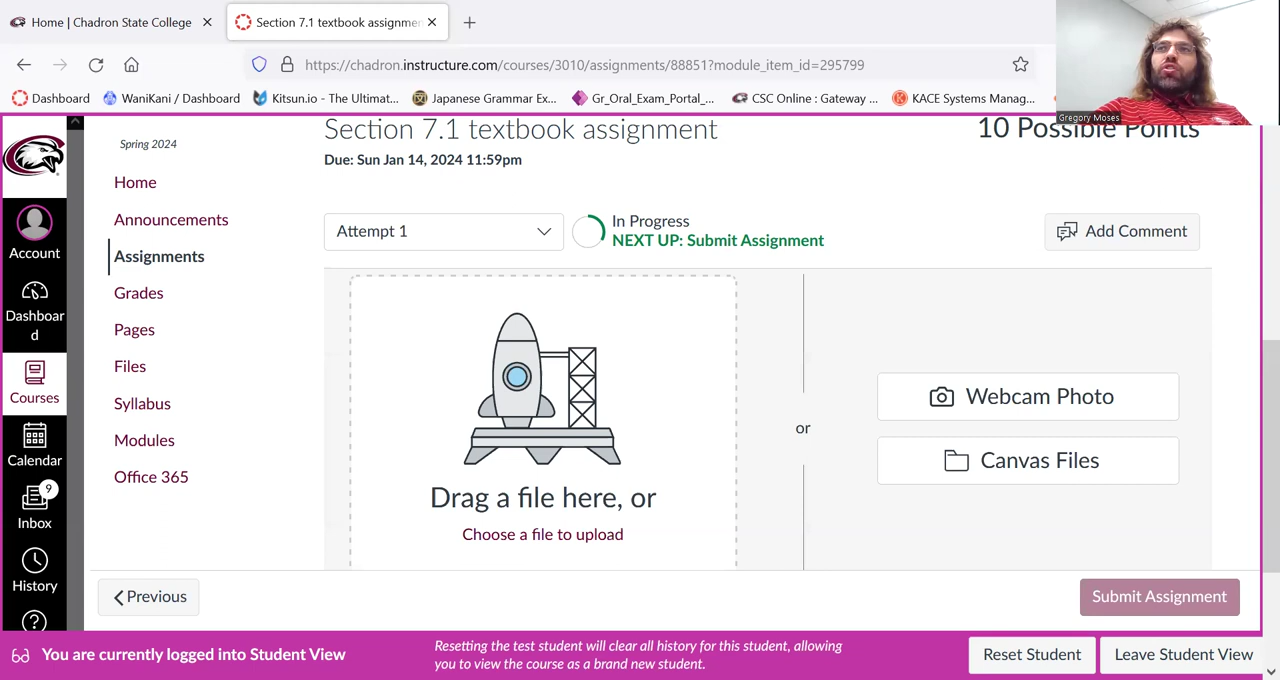 Home | Chadron State College
Section 7.1 textbook assignmen
https://chadron.instructure.com/courses/3010/assignments/88851?module_item_id=295799
Dashboard
WaniKani / Dashboard
Kitsun.io - The Ultimat...
Japanese Grammar Ex...
Gr_Oral_Exam_Portal_...
CSC Online : Gateway ...
KACE Systems Manag...
Gregory Moses
Account
Dashboar
d
Courses
Calendar
9
Inbox
History
Spring 2024
Home
Announcements
Assignments
Grades
Pages
Files
Syllabus
Modules
Office 365
Section 7.1 textbook assignment
10 Possible Points
Due: Sun Jan 14, 2024 11:59pm
Attempt 1
In Progress
NEXT UP: Submit Assignment
Add Comment
Drag a file here, or
Choose a file to upload
or
Webcam Photo
Canvas Files
Previous
Submit Assignment
You are currently logged into Student View
Resetting the test student will clear all history for this student, allowing
you to view the course as a brand new student.
Reset Student
Leave Student View